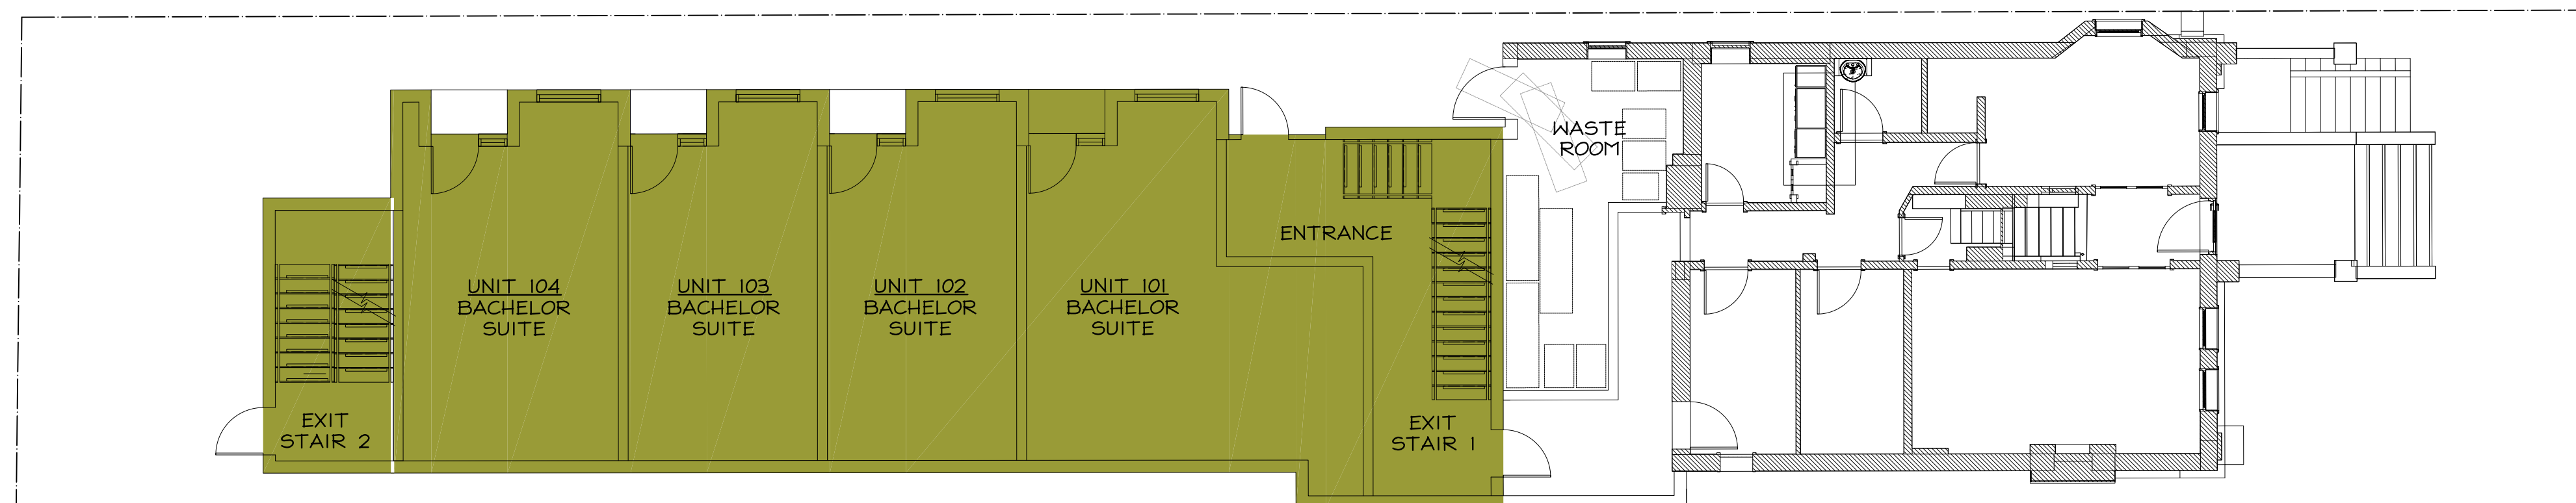 WASTE
ROOM
ENTRANCE
UNIT 104
BACHELOR
SUITE
UNIT 103
BACHELOR
SUITE
UNIT 102
BACHELOR
SUITE
UNIT 101
BACHELOR
SUITE
EXIT
STAIR 2
EXIT
STAIR 1